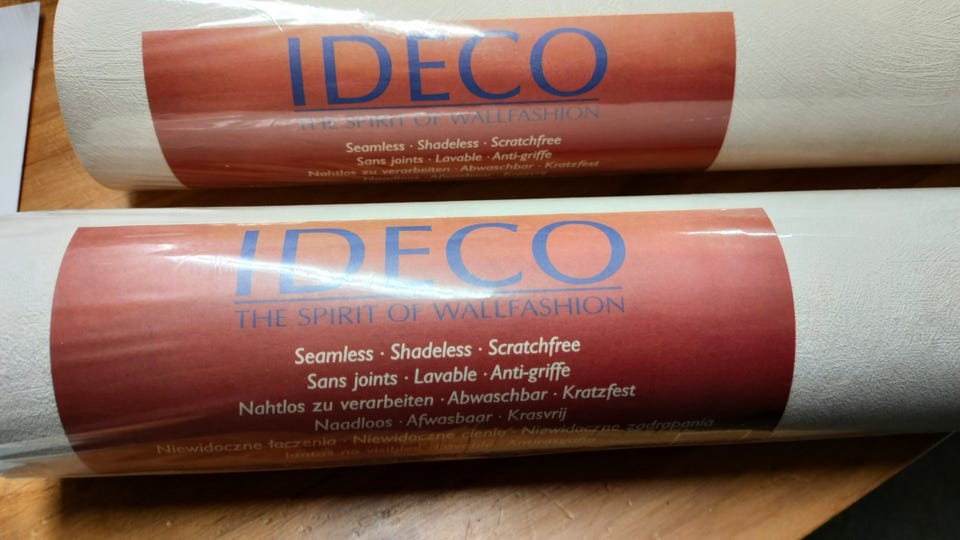 IDECO
THE SPIRIT OF WALLFASHION
Seamless · Shadeless · Scratchfree
Sans joints · Lavable · Anti-griffe
Nahtlos zu verarbeiten · Abwaschbar · Kratzfest
IDECO
THE SPIRIT OF WALLFASHION
Seamless · Shadeless · Scratchfree
Sans joints · Lavable · Anti-griffe
Nahtlos zu verarbeiten · Abwaschbar · Kratzfest
Naadloos · Afwasbaar · Krasvrij
Niewidoczne łączenia · Niewidoczne cienie · Niewidoczne zadrapania